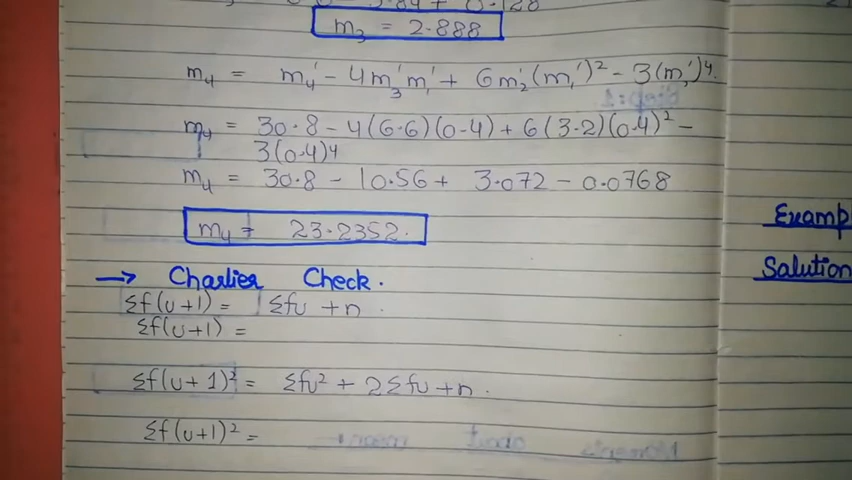 m₃ = 2.888
m₄ = m₄' - 4m₃'m₁' + 6m₂'(m₁')² - 3(m₁')⁴.
m₄ = 30.8 - 4(6.6)(0.4) + 6(3.2)(0.4)² -
3(0.4)⁴
m₄ = 30.8 - 10.56 + 3.072 - 0.0768
m₄ = 23.2352.
→ Charlier Check.
Σf(u+1) = Σfu + n .
Σf(u+1) =
Σf(u+1)² = Σfu² + 2Σfu + n .
Σf(u+1)² =
Examp
Salution